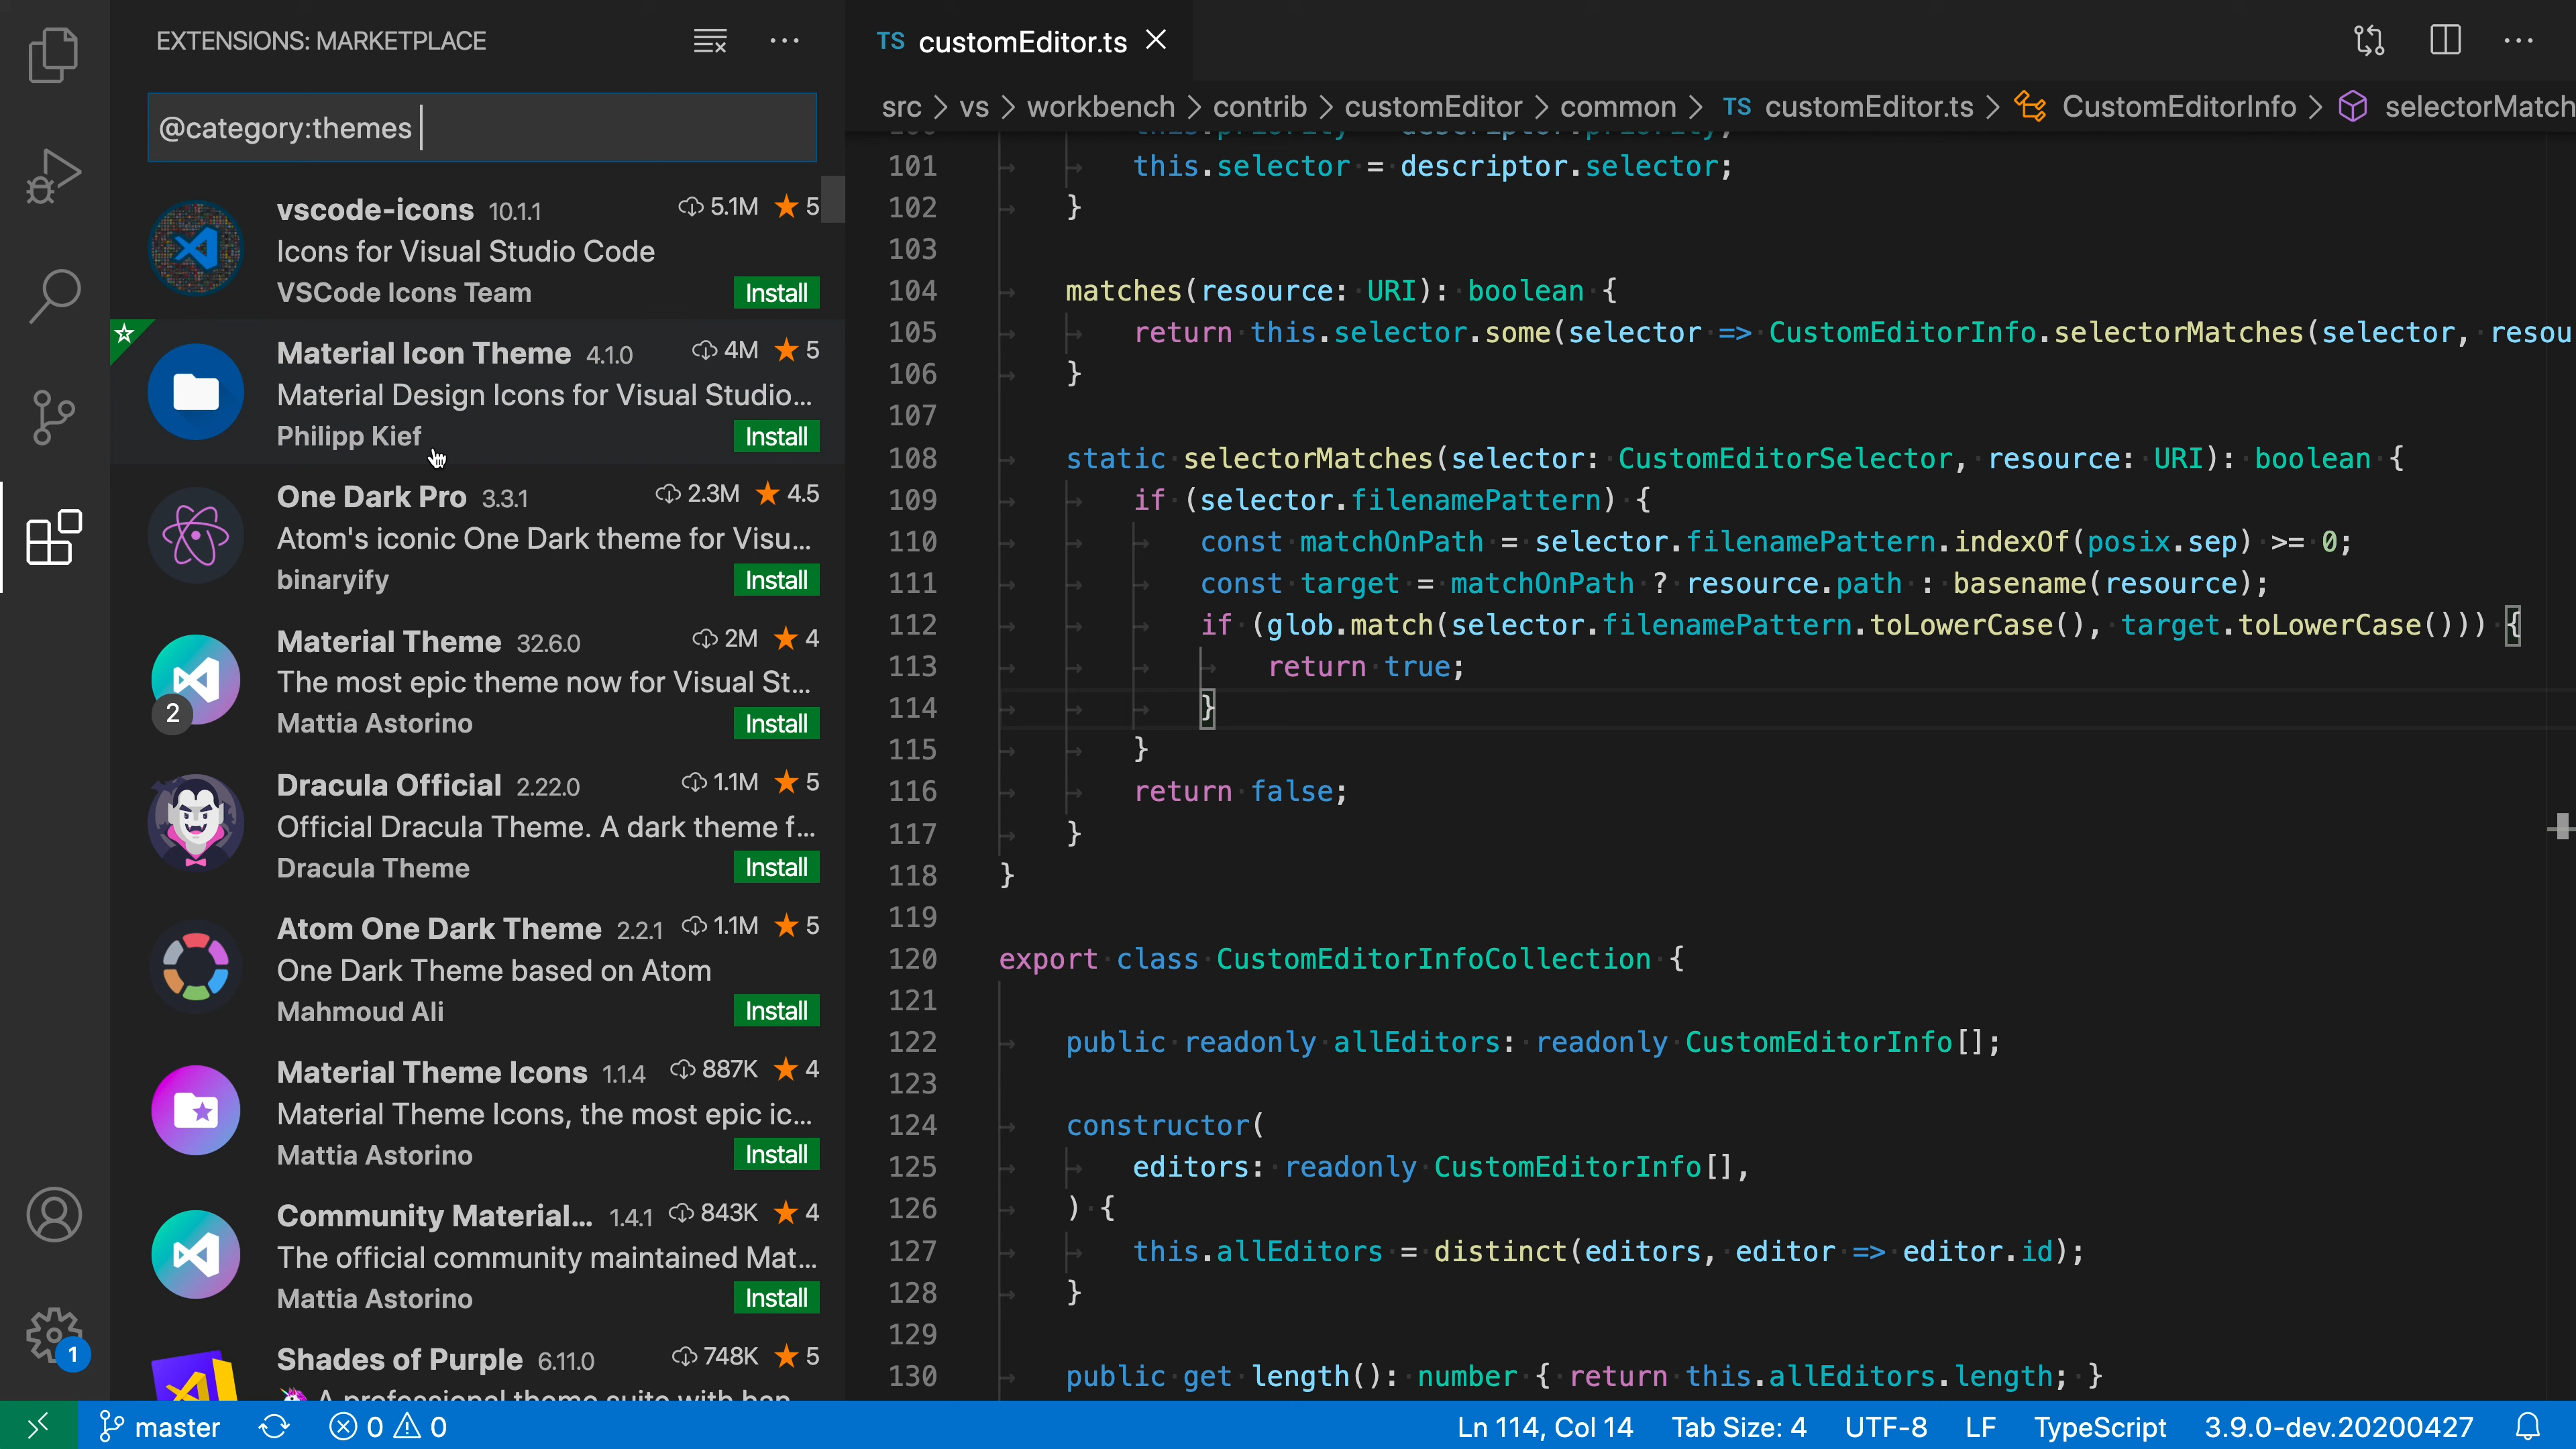 EXTENSIONS: MARKETPLACE
@category:themes
vscode-icons 10.1.1 5.1M 5
Icons for Visual Studio Code
VSCode Icons Team Install
Material Icon Theme 4.1.0 4M 5
Material Design Icons for Visual Studio...
Philipp Kief Install
One Dark Pro 3.3.1 2.3M 4.5
Atom's iconic One Dark theme for Visu...
binaryify Install
Material Theme 32.6.0 2M 4
The most epic theme now for Visual St...
2
Mattia Astorino Install
Dracula Official 2.22.0 1.1M 5
Official Dracula Theme. A dark theme f...
Dracula Theme Install
Atom One Dark Theme 2.2.1 1.1M 5
One Dark Theme based on Atom
Mahmoud Ali Install
Material Theme Icons 1.1.4 887K 4
Material Theme Icons, the most epic ic...
Mattia Astorino Install
Community Material... 1.4.1 843K 4
The official community maintained Mat...
Mattia Astorino Install
Shades of Purple 6.11.0 748K 5
A professional theme suite with han
1
TS customEditor.ts
src > vs > workbench > contrib > customEditor > common > TS customEditor.ts > CustomEditorInfo > selectorMatch
100 this.priority = descriptor.priority;
101 this.selector = descriptor.selector;
102 }
103
104 matches(resource: URI): boolean {
105 return this.selector.some(selector => CustomEditorInfo.selectorMatches(selector, resou
106 }
107
108 static selectorMatches(selector: CustomEditorSelector, resource: URI): boolean {
109 if (selector.filenamePattern) {
110 const matchOnPath = selector.filenamePattern.indexOf(posix.sep) >= 0;
111 const target = matchOnPath ? resource.path : basename(resource);
112 if (glob.match(selector.filenamePattern.toLowerCase(), target.toLowerCase())) {
113 return true;
114 }
115 }
116 return false;
117 }
118 }
119
120 export class CustomEditorInfoCollection {
121
122 public readonly allEditors: readonly CustomEditorInfo[];
123
124 constructor(
125 editors: readonly CustomEditorInfo[],
126 ) {
127 this.allEditors = distinct(editors, editor => editor.id);
128 }
129
130 public get length(): number { return this.allEditors.length; }
master 0 0 Ln 114, Col 14 Tab Size: 4 UTF-8 LF TypeScript 3.9.0-dev.20200427